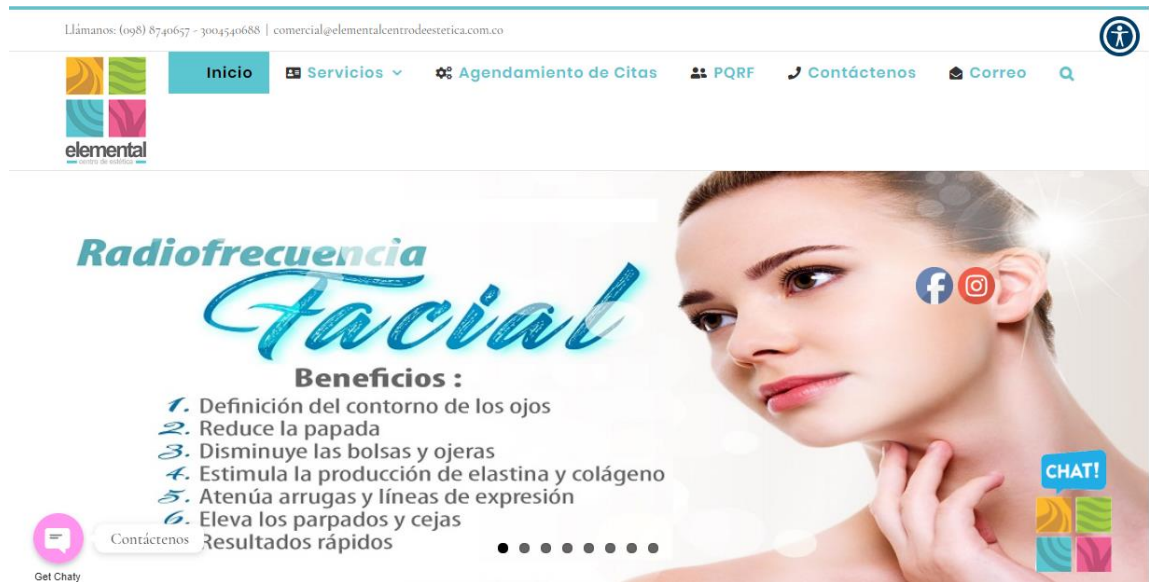 Llámanos: (098) 8740657 - 3004540688 | comercial@elementalcentrodeestetica.com.co
Inicio Servicios Agendamiento de Citas PQRF Contáctenos Correo
elemental
centro de estética
Radiofrecuencia
Facial
Beneficios :
1. Definición del contorno de los ojos
2. Reduce la papada
3. Disminuye las bolsas y ojeras
4. Estimula la producción de elastina y colágeno
5. Atenúa arrugas y líneas de expresión
6. Eleva los parpados y cejas
Resultados rápidos
CHAT!
Contáctenos
Get Chaty